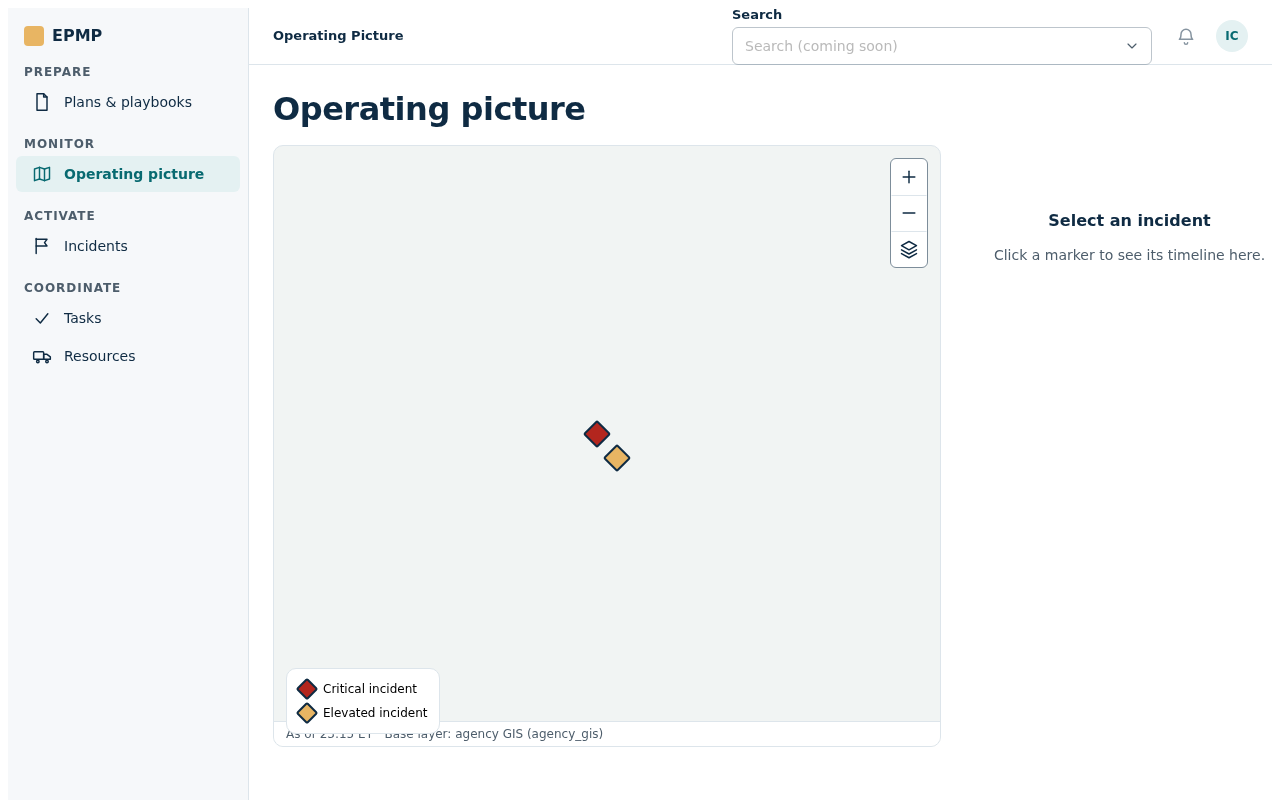 EPMP
PREPARE
Plans & playbooks
MONITOR
Operating picture
ACTIVATE
Incidents
COORDINATE
Tasks
Resources
Operating Picture
Search
Search (coming soon)
IC
Operating picture
Critical incident
Elevated incident
Base layer: agency GIS (agency_gis)
Select an incident
Click a marker to see its timeline here.